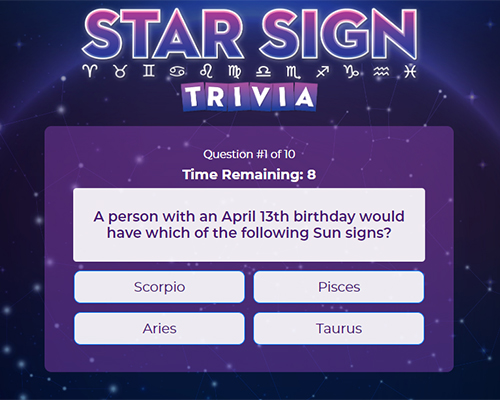 STAR SIGN
♈ ♉ ♊ ♋ ♌ ♍ ♎ ♏ ♐ ♑ ♒ ♓
TRIVIA
Question #1 of 10
Time Remaining: 8
A person with an April 13th birthday would
have which of the following Sun signs?
Scorpio
Pisces
Aries
Taurus